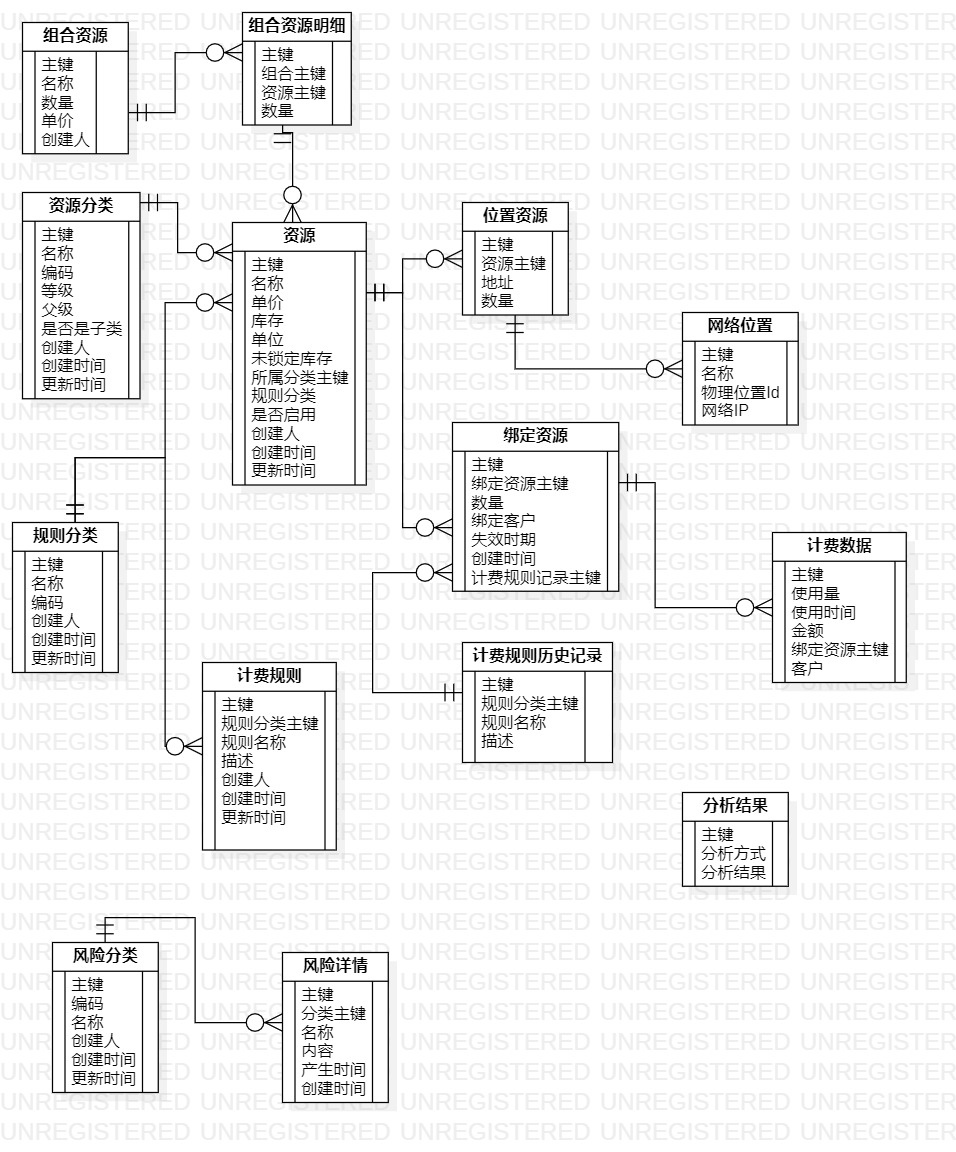 组合资源
主键
名称
数量
单价
创建人
组合资源明细
主键
组合主键
资源主键
数量
资源分类
主键
名称
编码
等级
父级
是否是子类
创建人
创建时间
更新时间
资源
主键
名称
单价
库存
单位
未锁定库存
所属分类主键
规则分类
是否启用
创建人
创建时间
更新时间
位置资源
主键
资源主键
地址
数量
网络位置
主键
名称
物理位置Id
网络IP
绑定资源
主键
绑定资源主键
数量
绑定客户
失效时期
创建时间
计费规则记录主键
规则分类
主键
名称
编码
创建人
创建时间
更新时间
计费数据
主键
使用量
使用时间
金额
绑定资源主键
客户
计费规则
主键
规则分类主键
规则名称
描述
创建人
创建时间
更新时间
计费规则历史记录
主键
规则分类主键
规则名称
描述
分析结果
主键
分析方式
分析结果
风险分类
主键
编码
名称
创建人
创建时间
更新时间
风险详情
主键
分类主键
名称
内容
产生时间
创建时间
UNREGISTERED